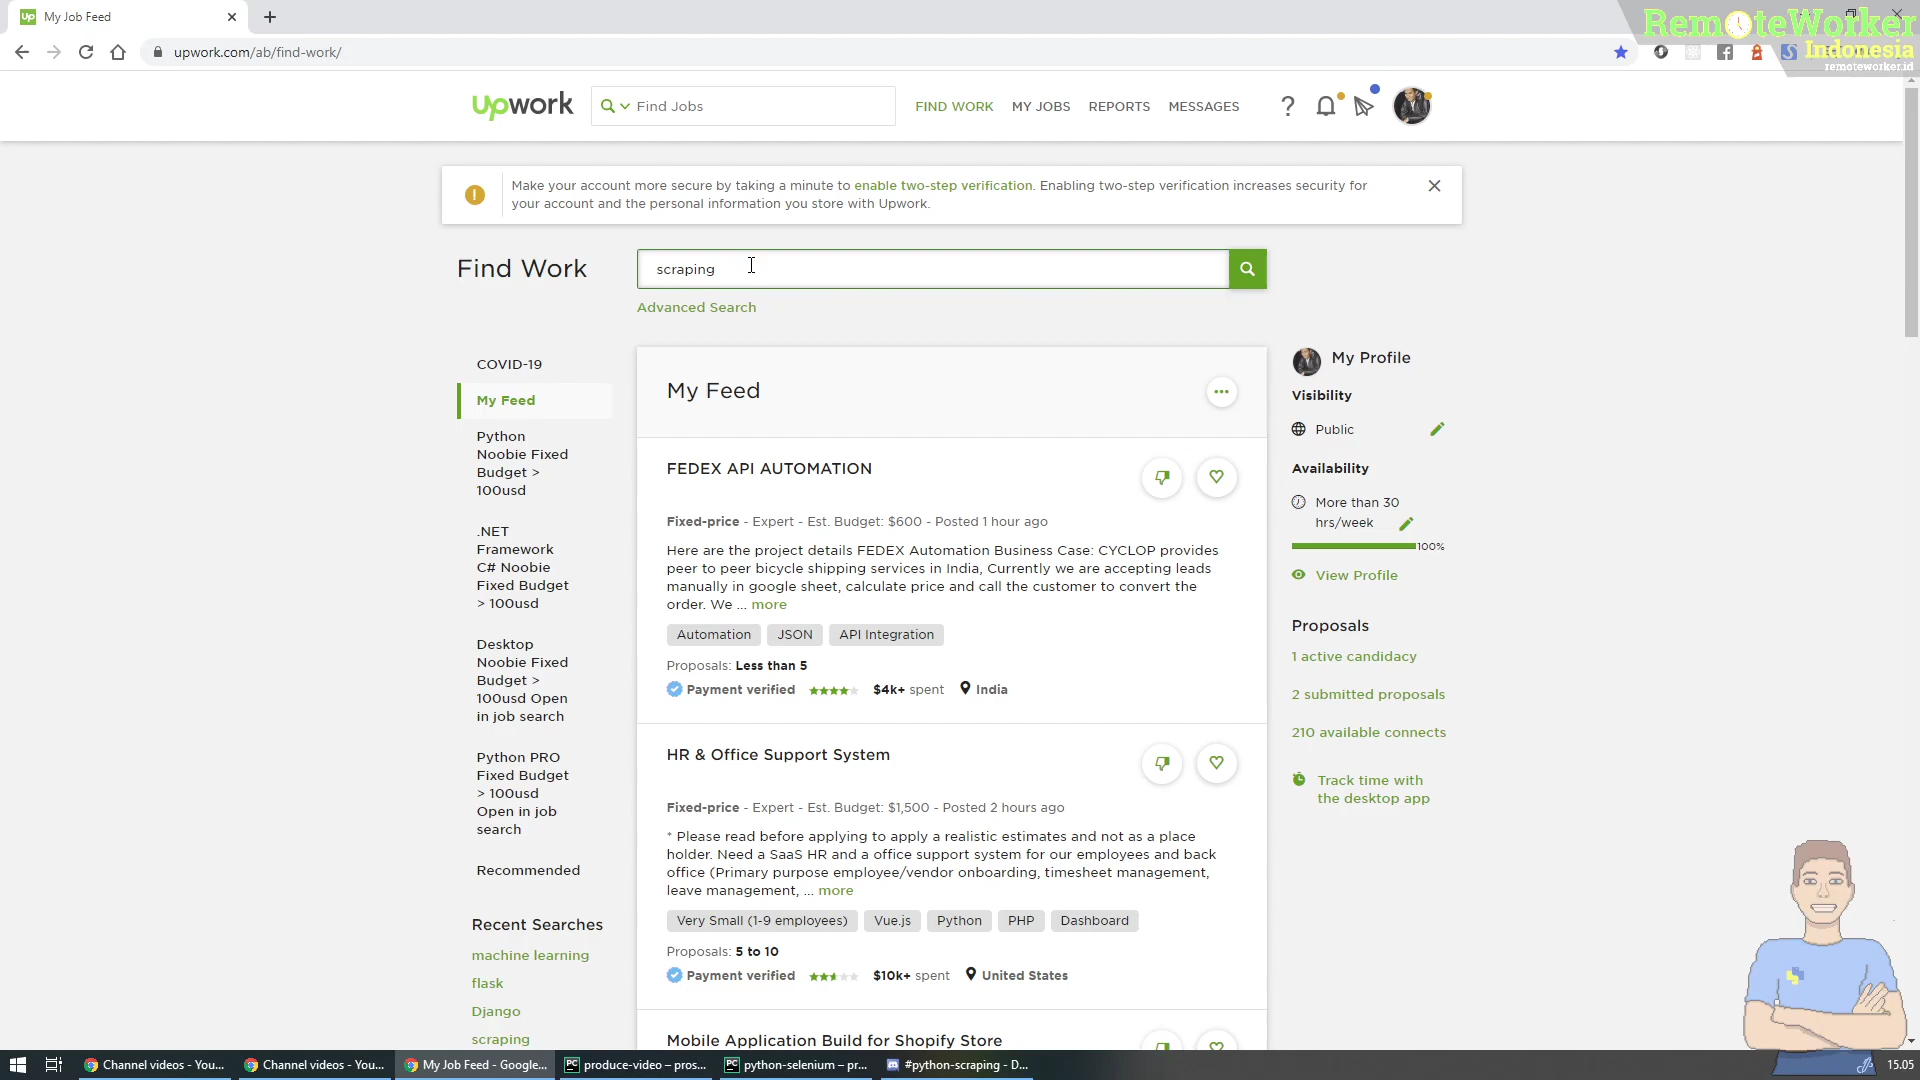 Up My Job Feed
RemoteWorker
Indonesia
remoteworker.id
upwork.com/ab/find-work/
upwork
Find Jobs
FIND WORK
MY JOBS
REPORTS
MESSAGES
Make your account more secure by taking a minute to enable two-step verification. Enabling two-step verification increases security for
your account and the personal information you store with Upwork.
Find Work
scraping
Advanced Search
COVID-19
My Feed
Python
Noobie Fixed
Budget >
100usd
.NET
Framework
C# Noobie
Fixed Budget
> 100usd
Desktop
Noobie Fixed
Budget >
100usd Open
in job search
Python PRO
Fixed Budget
> 100usd
Open in job
search
Recommended
Recent Searches
machine learning
flask
Django
scraping
My Feed
FEDEX API AUTOMATION
Fixed-price - Expert - Est. Budget: $600 - Posted 1 hour ago
Here are the project details FEDEX Automation Business Case: CYCLOP provides
peer to peer bicycle shipping services in India, Currently we are accepting leads
manually in google sheet, calculate price and call the customer to convert the
order. We ... more
Automation JSON API Integration
Proposals: Less than 5
Payment verified $4k+ spent India
HR & Office Support System
Fixed-price - Expert - Est. Budget: $1,500 - Posted 2 hours ago
* Please read before applying to apply a realistic estimates and not as a place
holder. Need a SaaS HR and a office support system for our employees and back
office (Primary purpose employee/vendor onboarding, timesheet management,
leave management, ... more
Very Small (1-9 employees) Vue.js Python PHP Dashboard
Proposals: 5 to 10
Payment verified $10k+ spent United States
Mobile Application Build for Shopify Store
My Profile
Visibility
Public
Availability
More than 30
hrs/week
100%
View Profile
Proposals
1 active candidacy
2 submitted proposals
210 available connects
Track time with
the desktop app
Channel videos - You...
Channel videos - You...
My Job Feed - Google...
produce-video – pros...
python-selenium – pr...
#python-scraping - D...
15.05